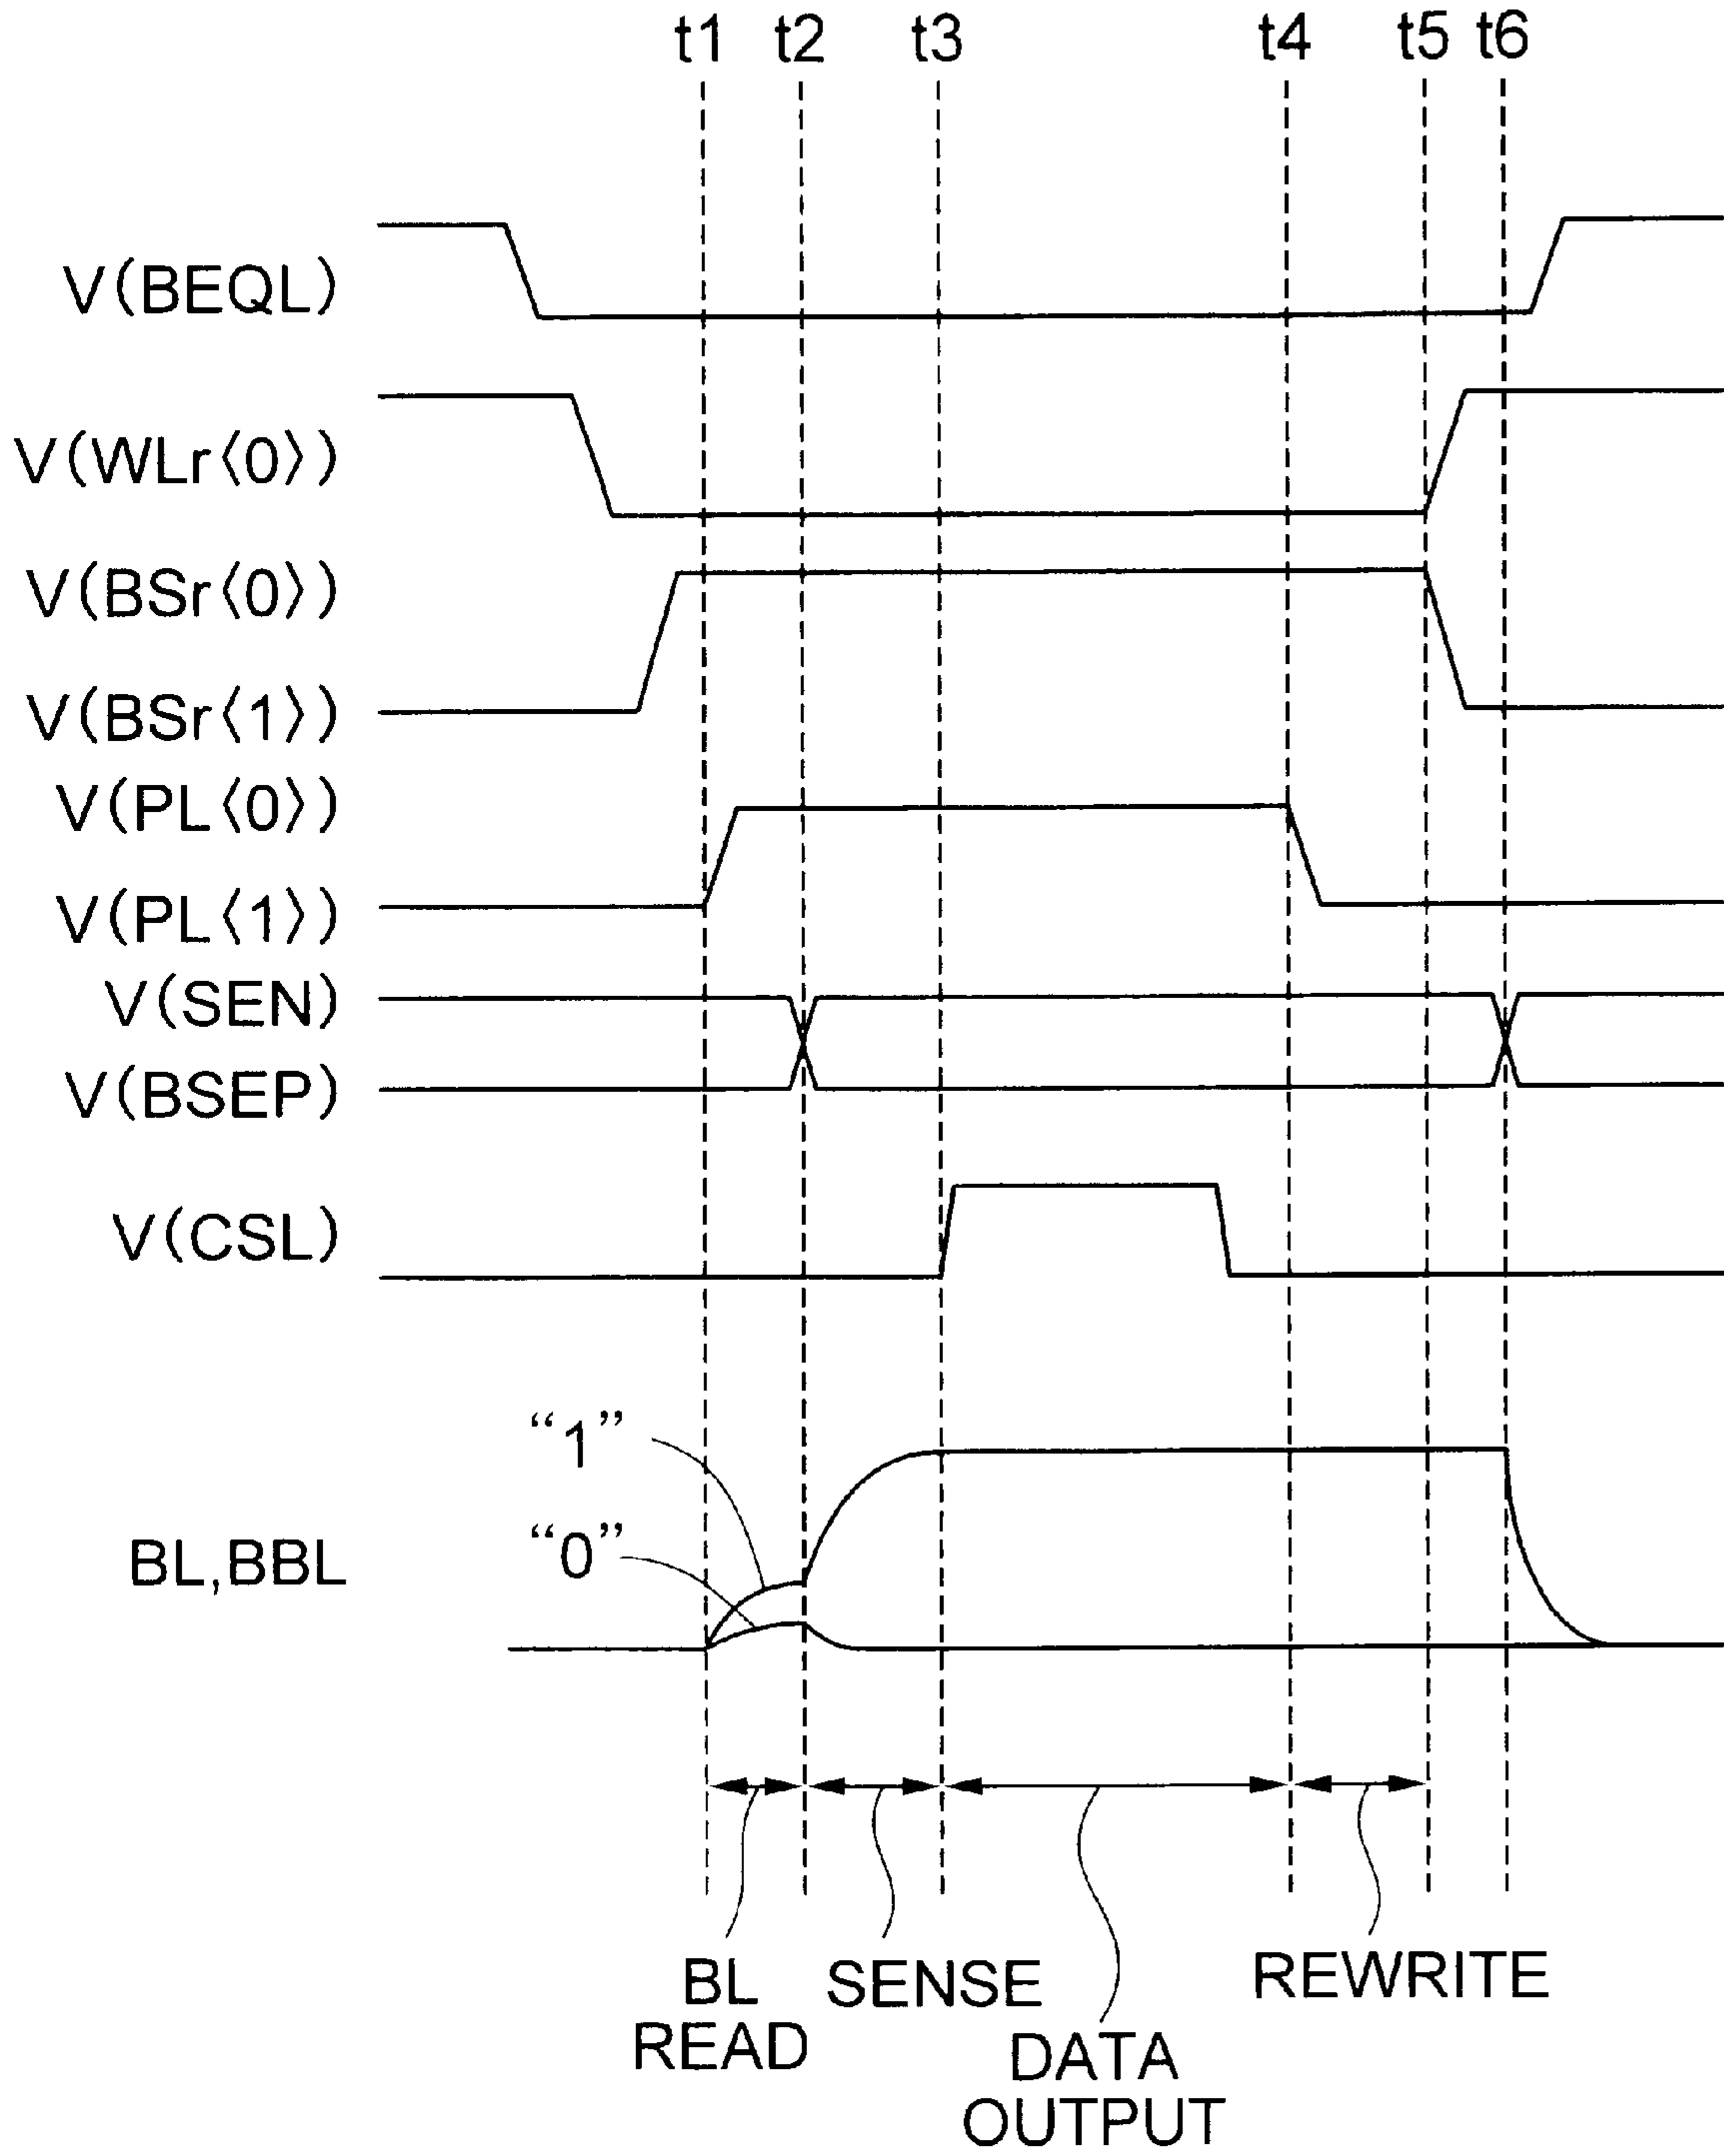 t1 t2 t3 t4 t5 t6
V(BEQL)
V(WLr⟨0⟩)
V(BSr⟨0⟩)
V(BSr⟨1⟩)
V(PL⟨0⟩)
V(PL⟨1⟩)
V(SEN)
V(BSEP)
V(CSL)
“1”
“0”
BL,BBL
BL
READ
SENSE
DATA
OUTPUT
REWRITE